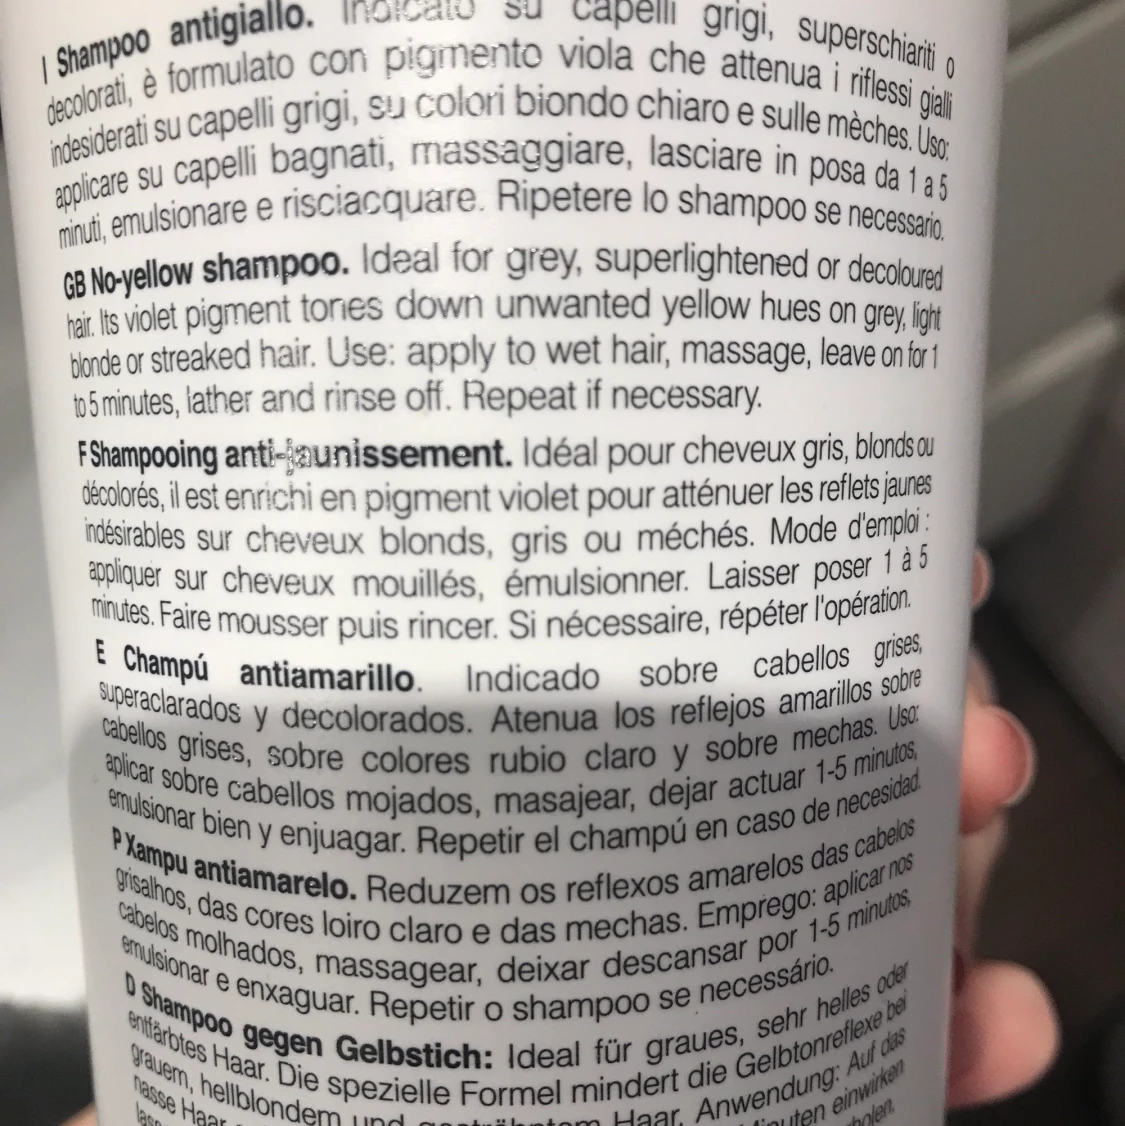 I Shampoo antigiallo. Indicato su capelli grigi, superschiariti o
decolorati, è formulato con pigmento viola che attenua i riflessi gialli
indesiderati su capelli grigi, su colori biondo chiaro e sulle mèches. Uso:
applicare su capelli bagnati, massaggiare, lasciare in posa da 1 a 5
minuti, emulsionare e risciacquare. Ripetere lo shampoo se necessario.
GB No-yellow shampoo. Ideal for grey, superlightened or decoloured
hair. Its violet pigment tones down unwanted yellow hues on grey, light
blonde or streaked hair. Use: apply to wet hair, massage, leave on for 1
to 5 minutes, lather and rinse off. Repeat if necessary.
F Shampooing anti-jaunissement. Idéal pour cheveux gris, blonds ou
décolorés, il est enrichi en pigment violet pour atténuer les reflets jaunes
indésirables sur cheveux blonds, gris ou méchés. Mode d'emploi :
appliquer sur cheveux mouillés, émulsionner. Laisser poser 1 à 5
minutes. Faire mousser puis rincer. Si nécessaire, répéter l'opération.
E Champú antiamarillo. Indicado sobre cabellos grises,
superaclarados y decolorados. Atenua los reflejos amarillos sobre
cabellos grises, sobre colores rubio claro y sobre mechas. Uso:
aplicar sobre cabellos mojados, masajear, dejar actuar 1-5 minutos,
emulsionar bien y enjuagar. Repetir el champú en caso de necesidad.
P Xampu antiamarelo. Reduzem os reflexos amarelos das cabelos
grisalhos, das cores loiro claro e das mechas. Emprego: aplicar nos
cabelos molhados, massagear, deixar descansar por 1-5 minutos,
emulsionar e enxaguar. Repetir o shampoo se necessário.
D Shampoo gegen Gelbstich: Ideal für graues, sehr helles oder
entfärbtes Haar. Die spezielle Formel mindert die Gelbtonreflexe bei
grauem, hellblondem und gesträhntem Haar. Anwendung: Auf das
nasse Haar einwirken